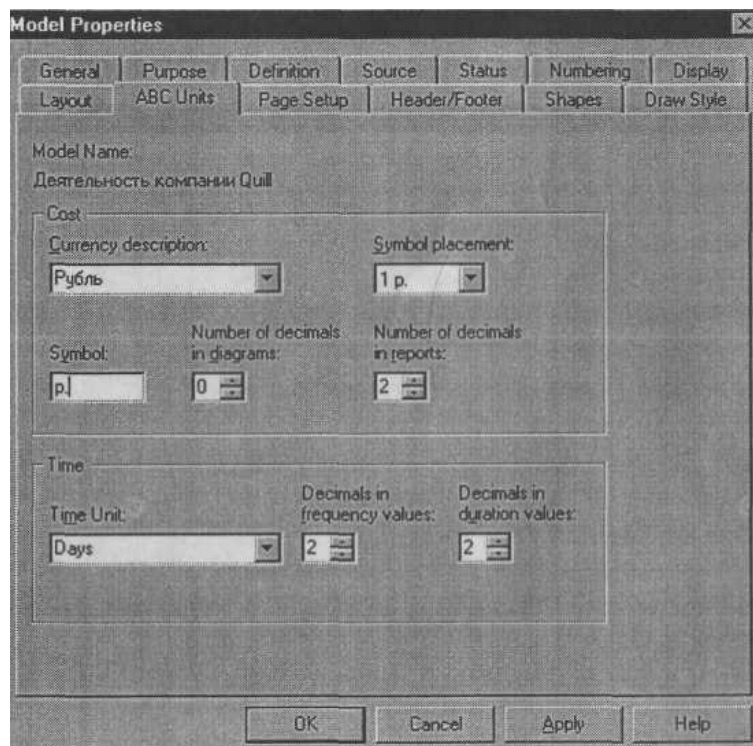 Model Properties
General Purpose Definition Source Status Numbering Display
Layout ABC Units Page Setup Header/Footer Shapes Draw Style
Model Name:
Деятельность компании Quill
Cost
Currency description: Symbol placement:
Рубль 1 р.
Number of decimals Number of decimals
Symbol: in diagrams: in reports:
р. 0 2
Time
Decimals in Decimals in
Time Unit: frequency values: duration values:
Days 2 2
OK Cancel Apply Help